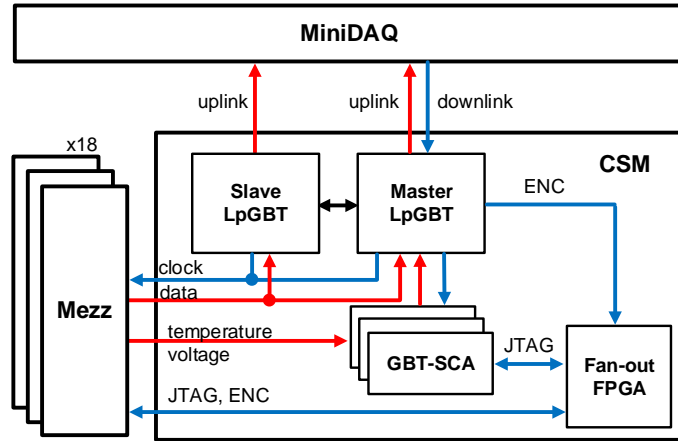 MiniDAQ
uplink
uplink
downlink
x18
CSM
Slave
LpGBT
Master
LpGBT
ENC
clock
data
Mezz
temperature
voltage
GBT-SCA
JTAG
Fan-out
FPGA
JTAG, ENC